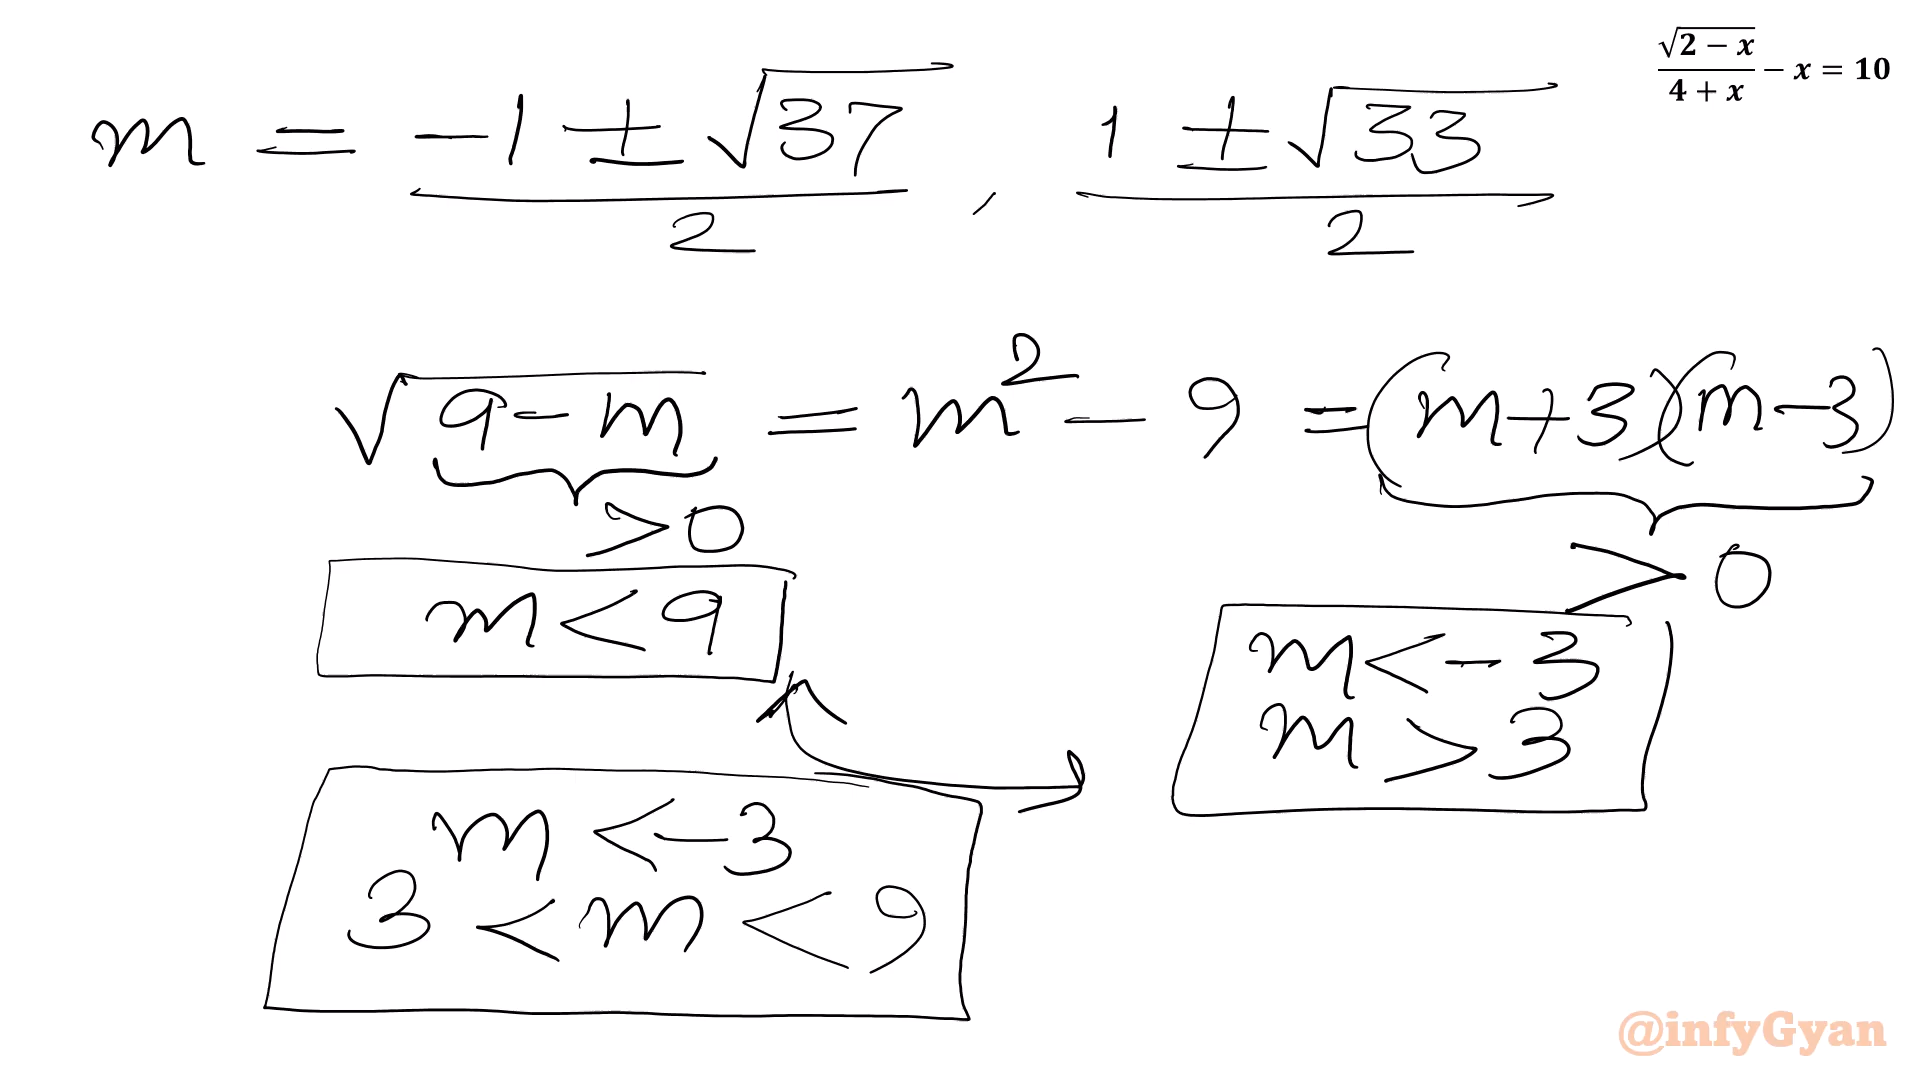 √(2 − x)/(4 + x) − x = 10
m = (-1 ± √37)/2 , (1 ± √33)/2
√(9-m) = m² - 9 = (m+3)(m-3)
>0
>0
m<9
m<-3
m>3
m<-3
3<m<9
@infyGyan